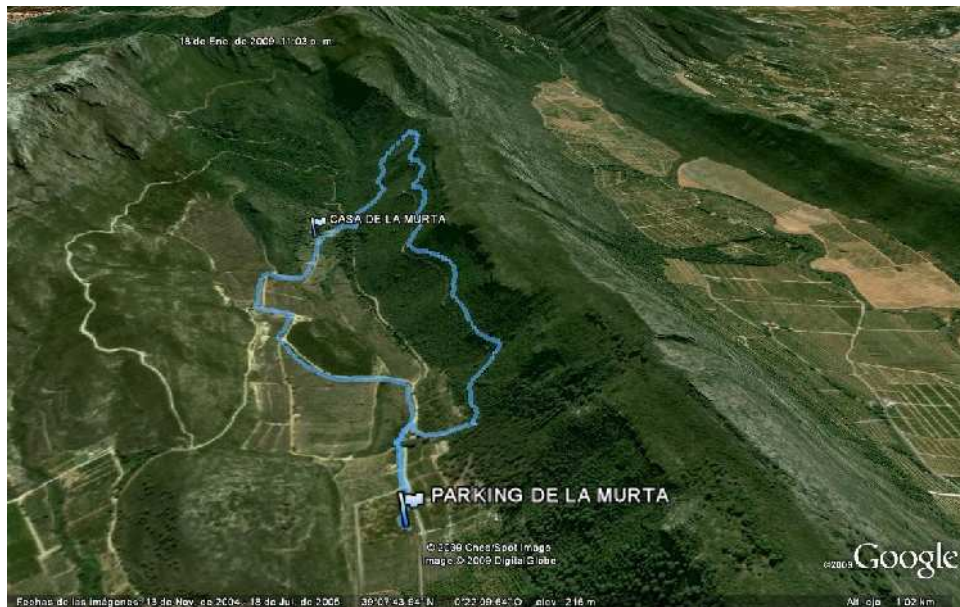 18 de Ene. de 2009 11:03 p. m.
CASA DE LA MURTA
PARKING DE LA MURTA
© 2009 Cnes/Spot Image
Image © 2009 DigitalGlobe
©2009 Google
Fechas de las imágenes: 13 de Nov. de 2004 - 18 de Jul. de 2005 39°07'43.94" N 0°22'09.64" O elev. 216 m Alt. ojo 1.02 km